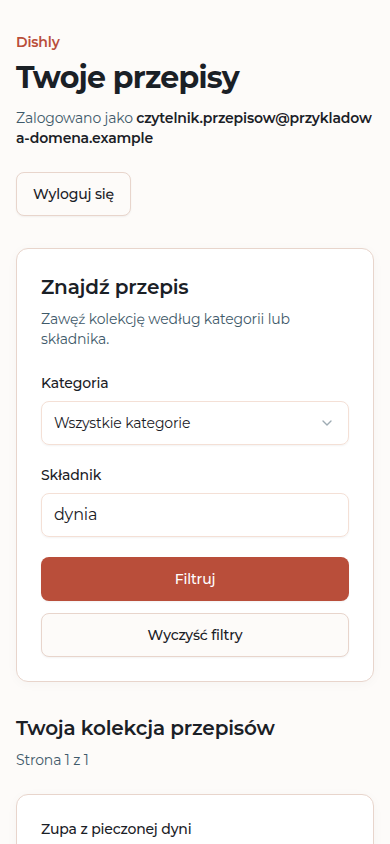 Dishly
Twoje przepisy
Zalogowano jako czytelnik.przepisow@przykladow
a-domena.example
Wyloguj się
Znajdź przepis
Zawęź kolekcję według kategorii lub
składnika.
Kategoria
Wszystkie kategorie
Składnik
dynia
Filtruj
Wyczyść filtry
Twoja kolekcja przepisów
Strona 1 z 1
Zupa z pieczonej dyni